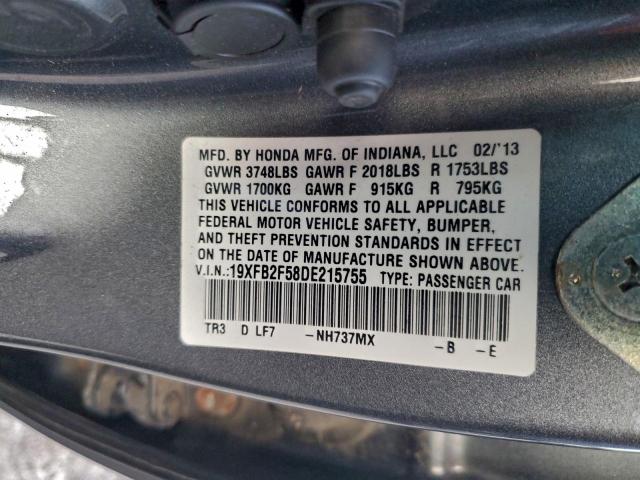 MFD. BY HONDA MFG. OF INDIANA, LLC 02/'13
GVWR 3748LBS GAWR F 2018LBS R 1753LBS
GVWR 1700KG GAWR F 915KG R 795KG
THIS VEHICLE CONFORMS TO ALL APPLICABLE
FEDERAL MOTOR VEHICLE SAFETY, BUMPER,
AND THEFT PREVENTION STANDARDS IN EFFECT
ON THE DATE OF MANUFACTURE SHOWN ABOVE.
V.I.N.:19XFB2F58DE215755 TYPE: PASSENGER CAR
TR3 D LF7 -NH737MX -B -E